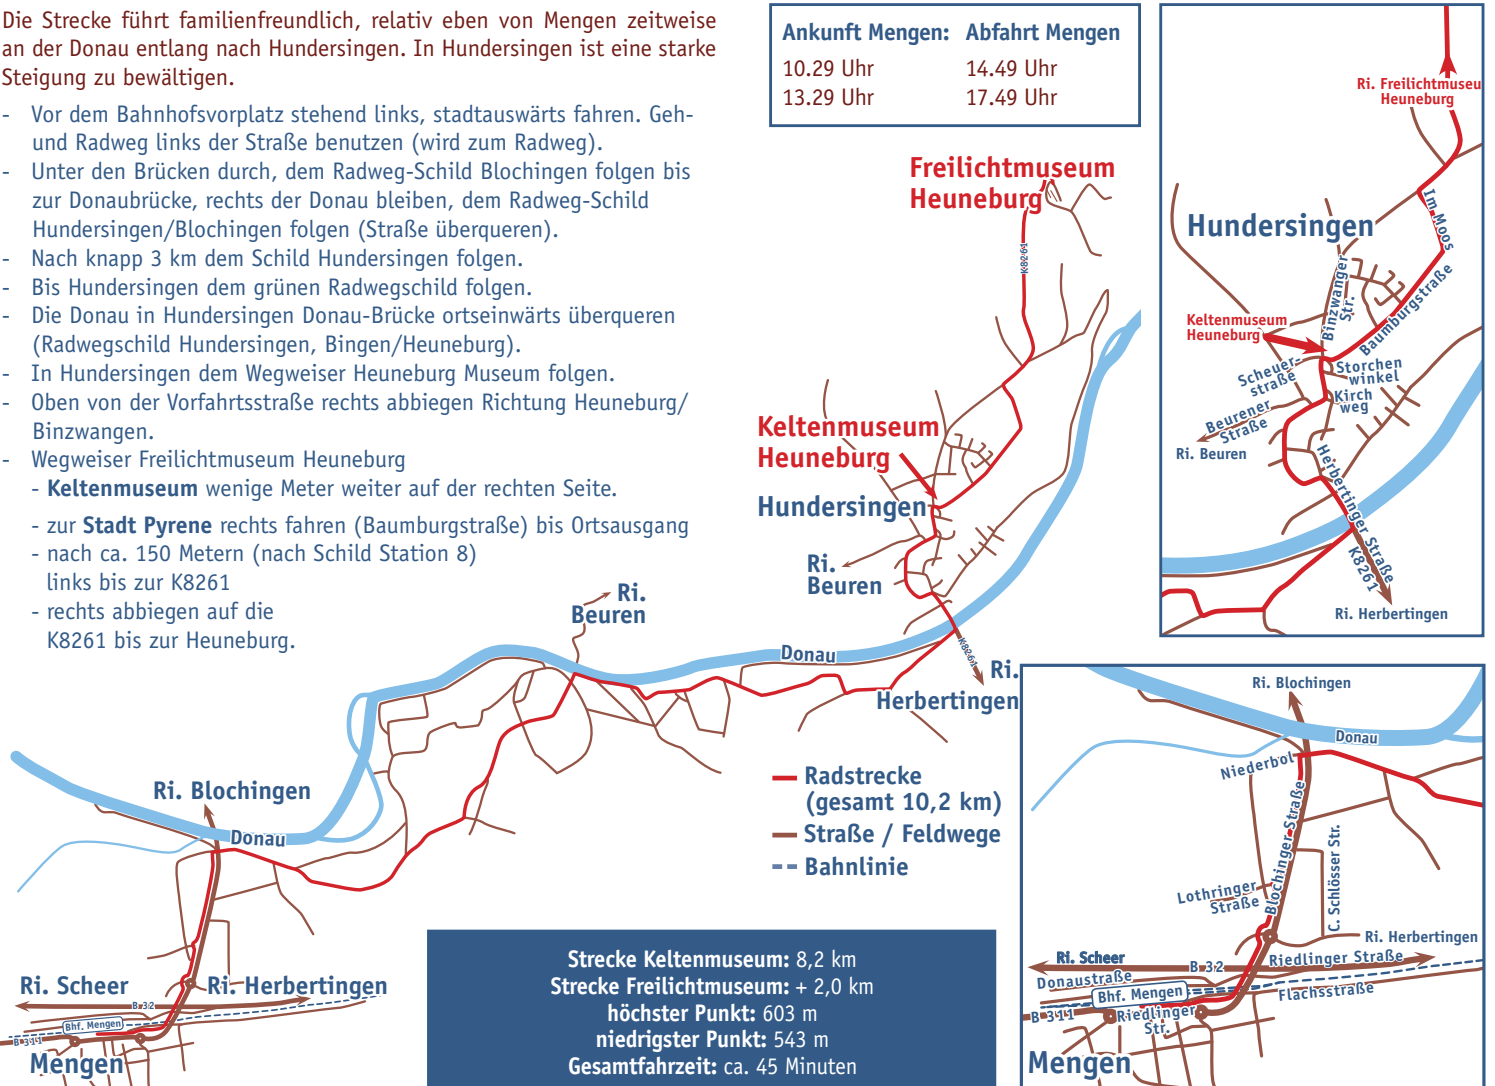 Die Strecke führt familienfreundlich, relativ eben von Mengen zeitweise
an der Donau entlang nach Hundersingen. In Hundersingen ist eine starke
Steigung zu bewältigen.
- Vor dem Bahnhofsvorplatz stehend links, stadtauswärts fahren. Geh-
und Radweg links der Straße benutzen (wird zum Radweg).
- Unter den Brücken durch, dem Radweg-Schild Blochingen folgen bis
zur Donaubrücke, rechts der Donau bleiben, dem Radweg-Schild
Hundersingen/Blochingen folgen (Straße überqueren).
- Nach knapp 3 km dem Schild Hundersingen folgen.
- Bis Hundersingen dem grünen Radwegschild folgen.
- Die Donau in Hundersingen Donau-Brücke ortseinwärts überqueren
(Radwegschild Hundersingen, Bingen/Heuneburg).
- In Hundersingen dem Wegweiser Heuneburg Museum folgen.
- Oben von der Vorfahrtsstraße rechts abbiegen Richtung Heuneburg/
Binzwangen.
- Wegweiser Freilichtmuseum Heuneburg
- Keltenmuseum wenige Meter weiter auf der rechten Seite.
- zur Stadt Pyrene rechts fahren (Baumburgstraße) bis Ortsausgang
- nach ca. 150 Metern (nach Schild Station 8)
links bis zur K8261
- rechts abbiegen auf die
K8261 bis zur Heuneburg.
Ankunft Mengen: Abfahrt Mengen
10.29 Uhr 14.49 Uhr
13.29 Uhr 17.49 Uhr
Freilichtmuseum
Heuneburg
K8261
Keltenmuseum
Heuneburg
Hundersingen
Ri.
Beuren
Ri.
Beuren
Donau
K8261
Ri.
Herbertingen
Ri. Blochingen
Donau
Ri. Scheer
Ri. Herbertingen
B 32
Bhf. Mengen
B 311
Mengen
Radstrecke
(gesamt 10,2 km)
Straße / Feldwege
Bahnlinie
Strecke Keltenmuseum: 8,2 km
Strecke Freilichtmuseum: + 2,0 km
höchster Punkt: 603 m
niedrigster Punkt: 543 m
Gesamtfahrzeit: ca. 45 Minuten
Ri. Freilichtmuseu
Heuneburg
Im Moos
Hundersingen
Binzwanger
Str.
Baumburgstraße
Keltenmuseum
Heuneburg
Storchen
winkel
Scheuer-
straße
Kirch
weg
Beurener
Straße
Ri. Beuren
Herbertinger Straße
K8261
Ri. Herbertingen
Ri. Blochingen
Donau
Niederbol
Blochinger Straße
C. Schlösser Str.
Lothringer
Straße
Ri. Herbertingen
Ri. Scheer
B 32
Riedlinger Straße
Donaustraße
Bhf. Mengen
Flachsstraße
B 311
Riedlinger
Str.
Mengen